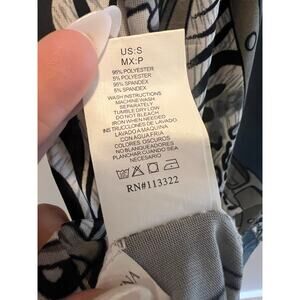 US:S
MX:P
95% POLYESTER
5% POLYESTER
95% SPANDEX
5% SPANDEX
WASH INSTRUCTIONS
MACHINE WASH
SEPARATELY
TUMBLE DRY LOW
DO NOT BLEACH
IRON WHEN NEEDED
INSTRUCCLONES DE LAVADO
LAVADO A MAQUINA
CON AGUA FRIA
COLORES OSCUROS
NO BLANQUEADORES
PLANCHAR CUANDO SEA
NECESARIO
RN#113322